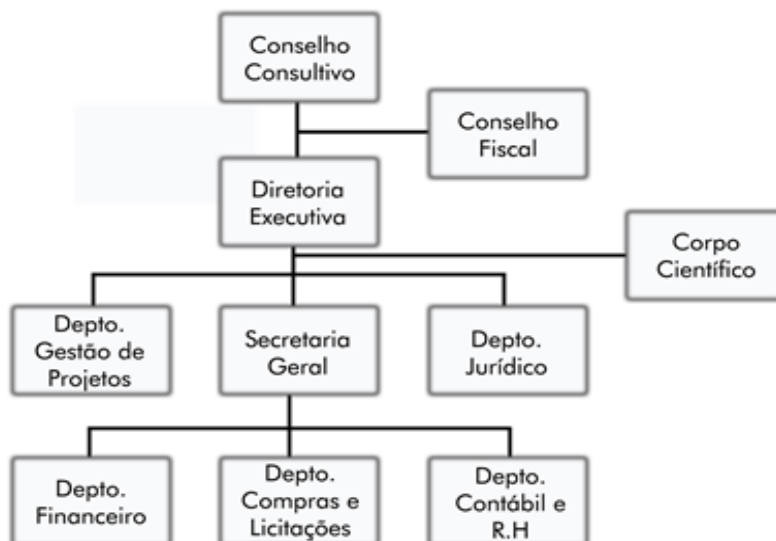 Conselho
Consultivo
Conselho
Fiscal
Diretoria
Executiva
Corpo
Científico
Depto.
Gestão de
Projetos
Secretaria
Geral
Depto.
Jurídico
Depto.
Financeiro
Depto.
Compras e
Licitações
Depto.
Contábil e
R.H